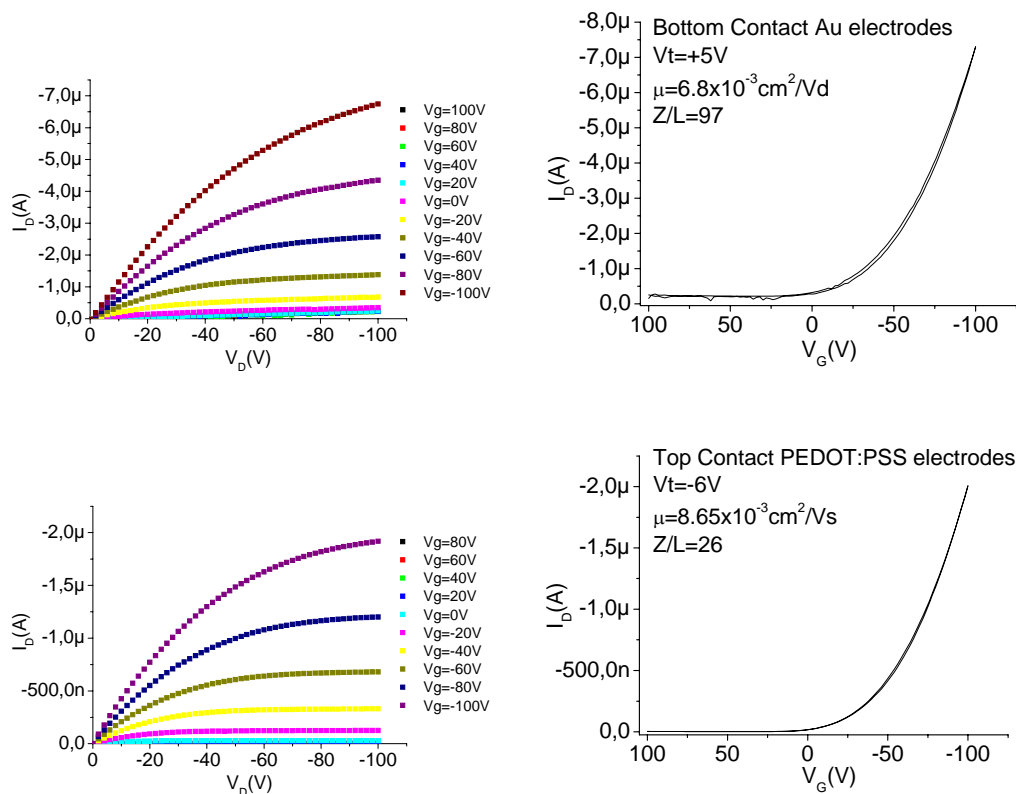 -7,0µ
-6,0µ
-5,0µ
-4,0µ
-3,0µ
-2,0µ
-1,0µ
0,0
I_D(A)
0 -20 -40 -60 -80 -100
V_D(V)
Vg=100V
Vg=80V
Vg=60V
Vg=40V
Vg=20V
Vg=0V
Vg=-20V
Vg=-40V
Vg=-60V
Vg=-80V
Vg=-100V
-8,0µ
-7,0µ
-6,0µ
-5,0µ
-4,0µ
-3,0µ
-2,0µ
-1,0µ
0,0
I_D(A)
Bottom Contact Au electrodes
Vt=+5V
µ=6.8x10⁻³cm²/Vd
Z/L=97
100 50 0 -50 -100
V_G(V)
-2,0µ
-1,5µ
-1,0µ
-500,0n
0,0
I_D(A)
0 -20 -40 -60 -80 -100
V_D(V)
Vg=80V
Vg=60V
Vg=40V
Vg=20V
Vg=0V
Vg=-20V
Vg=-40V
Vg=-60V
Vg=-80V
Vg=-100V
Top Contact PEDOT:PSS electrodes
Vt=-6V
µ=8.65x10⁻³cm²/Vs
Z/L=26
-2,0µ
-1,5µ
-1,0µ
-500,0n
0,0
I_D(A)
100 50 0 -50 -100
V_G(V)